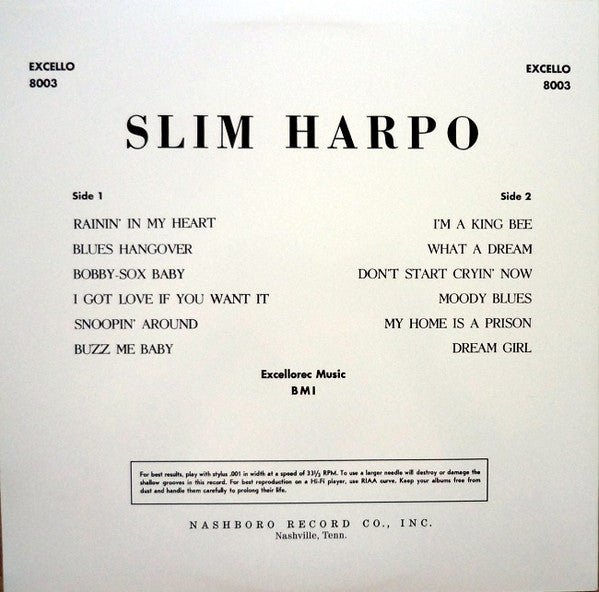 EXCELLO
8003
EXCELLO
8003
SLIM HARPO
Side 1
RAININ' IN MY HEART
BLUES HANGOVER
BOBBY-SOX BABY
I GOT LOVE IF YOU WANT IT
SNOOPIN' AROUND
BUZZ ME BABY
Side 2
I'M A KING BEE
WHAT A DREAM
DON'T START CRYIN' NOW
MOODY BLUES
MY HOME IS A PRISON
DREAM GIRL
Excellorec Music
BMI
For best results, play with stylus .001 in width at a speed of 33⅓ RPM. To use a larger needle will destroy or damage the
shallow grooves in this record. For best reproduction on a Hi-Fi player, use RIAA curve. Keep your albums free from
dust and handle them carefully to prolong their life.
NASHBORO RECORD CO., INC.
Nashville, Tenn.